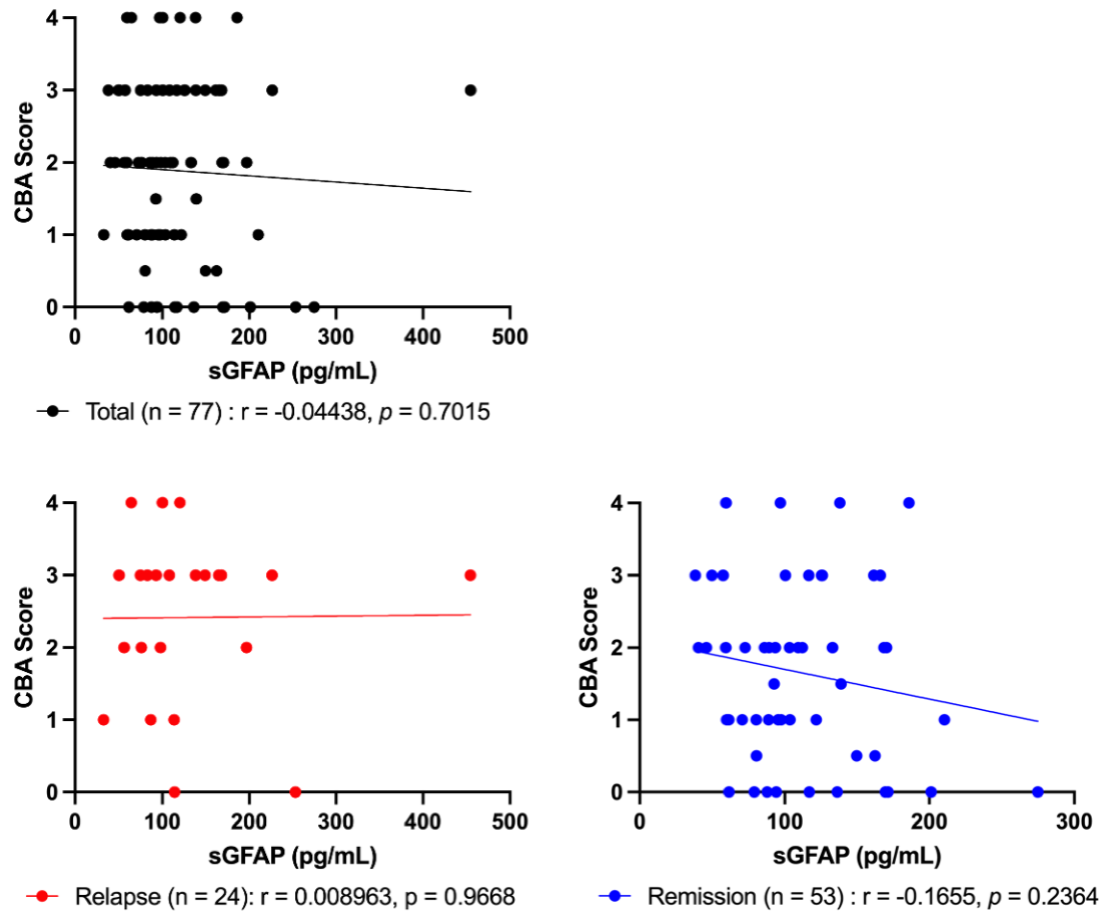 4
3
2
1
0
CBA Score
0 100 200 300 400 500
sGFAP (pg/mL)
Total (n = 77) : r = -0.04438, p = 0.7015
4
3
2
1
0
CBA Score
0 100 200 300 400 500
sGFAP (pg/mL)
Relapse (n = 24): r = 0.008963, p = 0.9668
4
3
2
1
0
CBA Score
0 100 200 300
sGFAP (pg/mL)
Remission (n = 53) : r = -0.1655, p = 0.2364